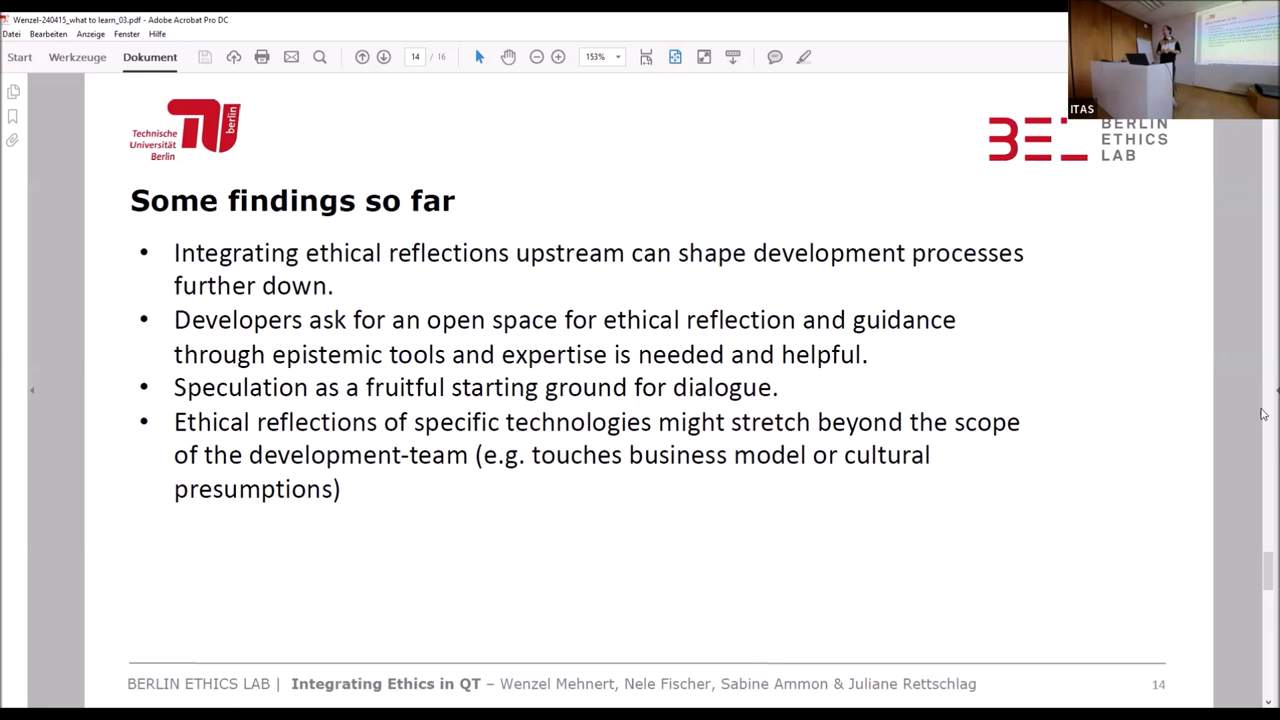 Wenzel-240415_what to learn_03.pdf - Adobe Acrobat Pro DC
Datei Bearbeiten Anzeige Fenster Hilfe
Start Werkzeuge Dokument 14 / 16 153%
ITAS
Technische
Universität
Berlin
berlin
BEL BERLIN
ETHICS
LAB
Some findings so far
• Integrating ethical reflections upstream can shape development processes
further down.
• Developers ask for an open space for ethical reflection and guidance
through epistemic tools and expertise is needed and helpful.
• Speculation as a fruitful starting ground for dialogue.
• Ethical reflections of specific technologies might stretch beyond the scope
of the development-team (e.g. touches business model or cultural
presumptions)
BERLIN ETHICS LAB | Integrating Ethics in QT – Wenzel Mehnert, Nele Fischer, Sabine Ammon & Juliane Rettschlag 14